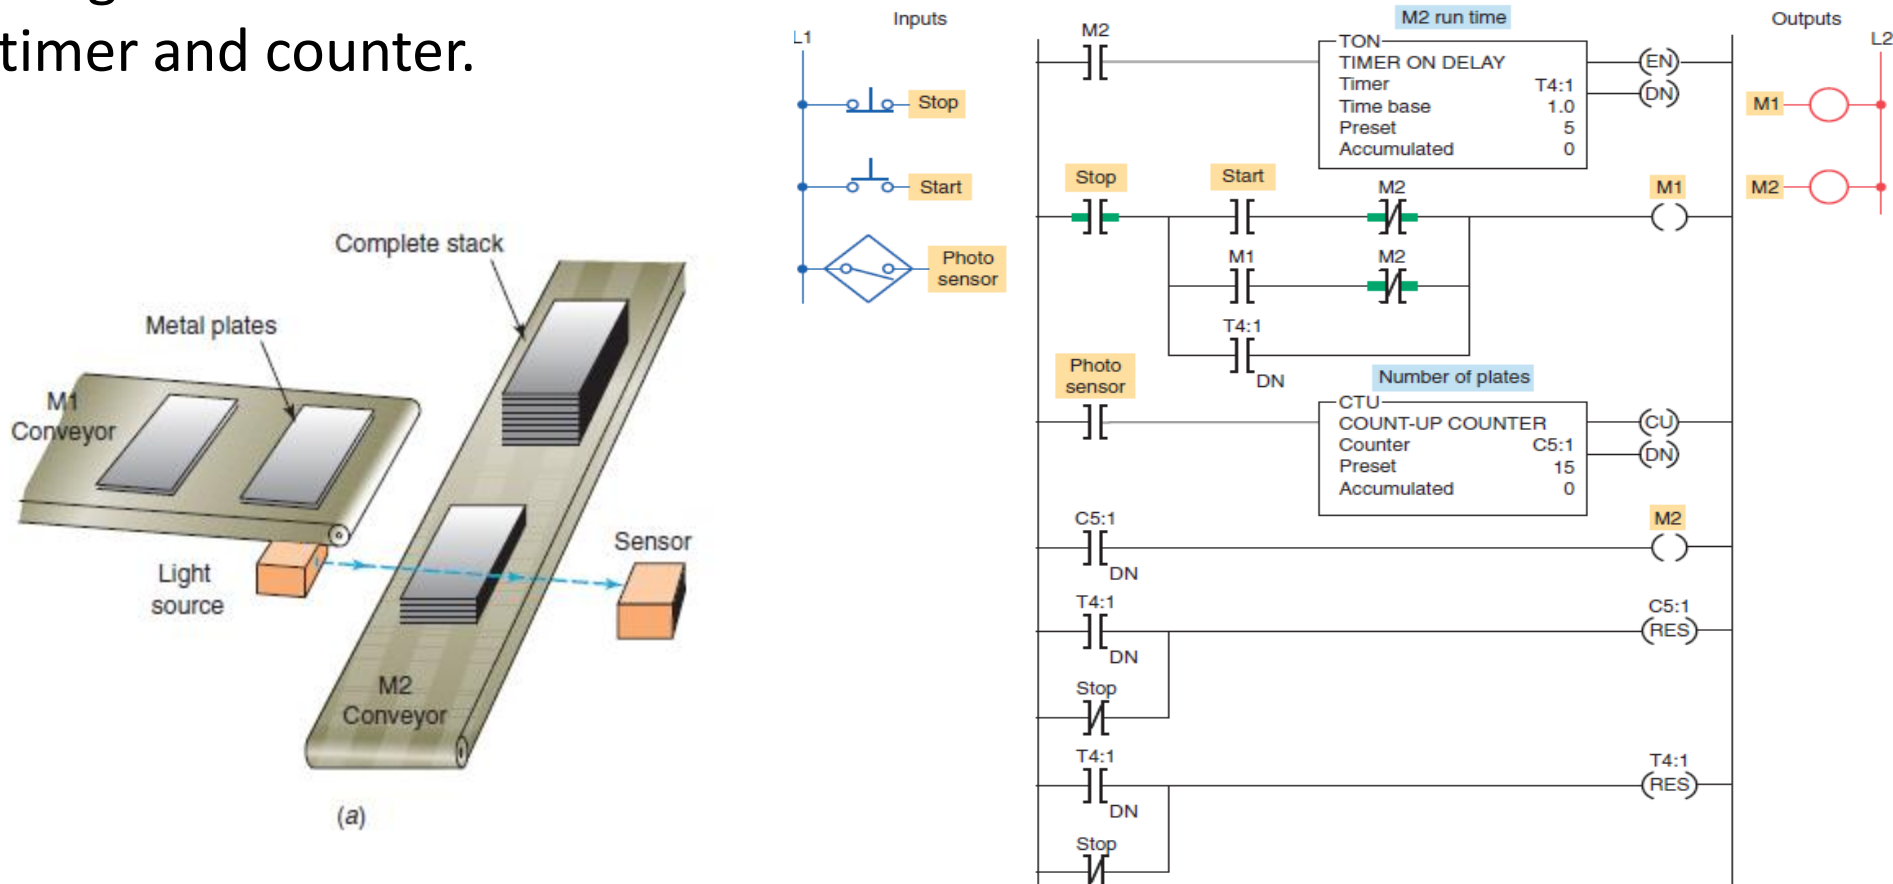 timer and counter.
Complete stack
Metal plates
M1
Conveyor
Light
source
Sensor
M2
Conveyor
(a)
Inputs
L1
Stop
Start
Photo
sensor
M2 run time
Outputs
L2
M2
TON
TIMER ON DELAY
Timer T4:1
Time base 1.0
Preset 5
Accumulated 0
EN
DN
M1
M2
Stop Start M2 M1
M1 M2
T4:1
DN
Photo
sensor
Number of plates
CTU
COUNT-UP COUNTER
Counter C5:1
Preset 15
Accumulated 0
CU
DN
C5:1 M2
DN
T4:1 C5:1
RES
DN
Stop
T4:1 T4:1
RES
DN
Stop